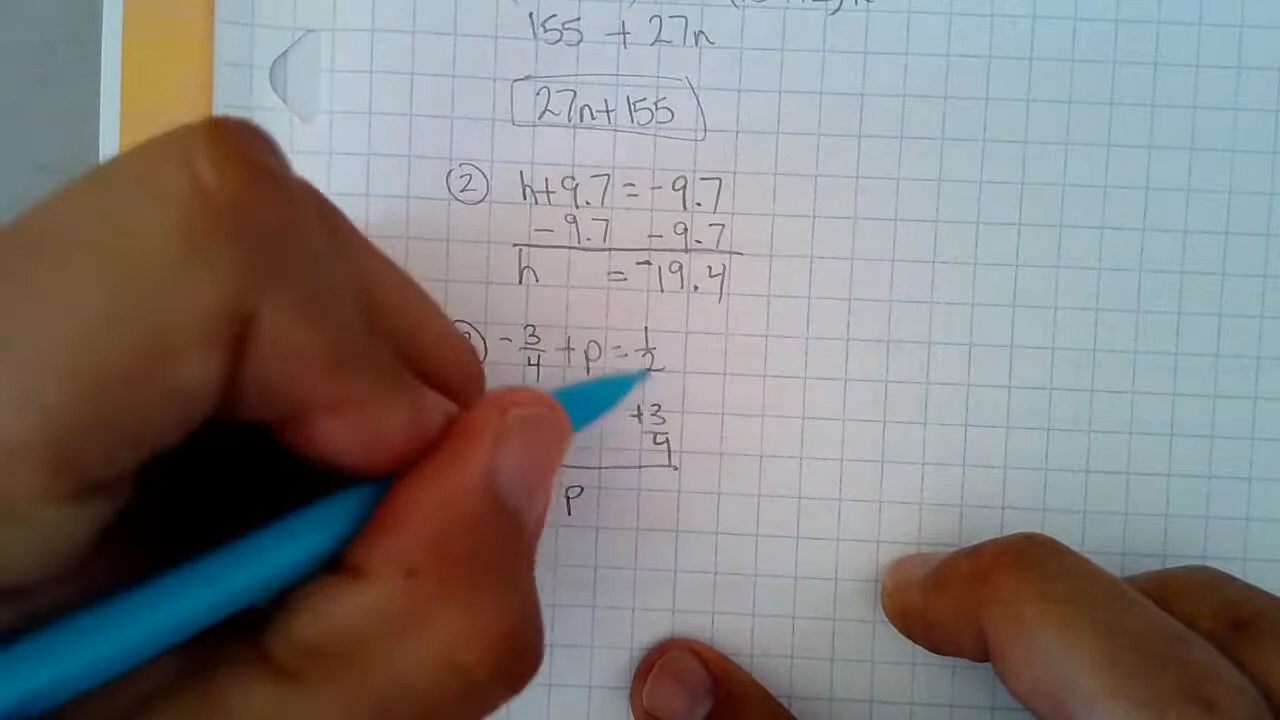 155 + 27n
27n+155
② h+9.7=-9.7
-9.7 -9.7
h = -19.4
-3/4 +p=1/2
+3/4
p